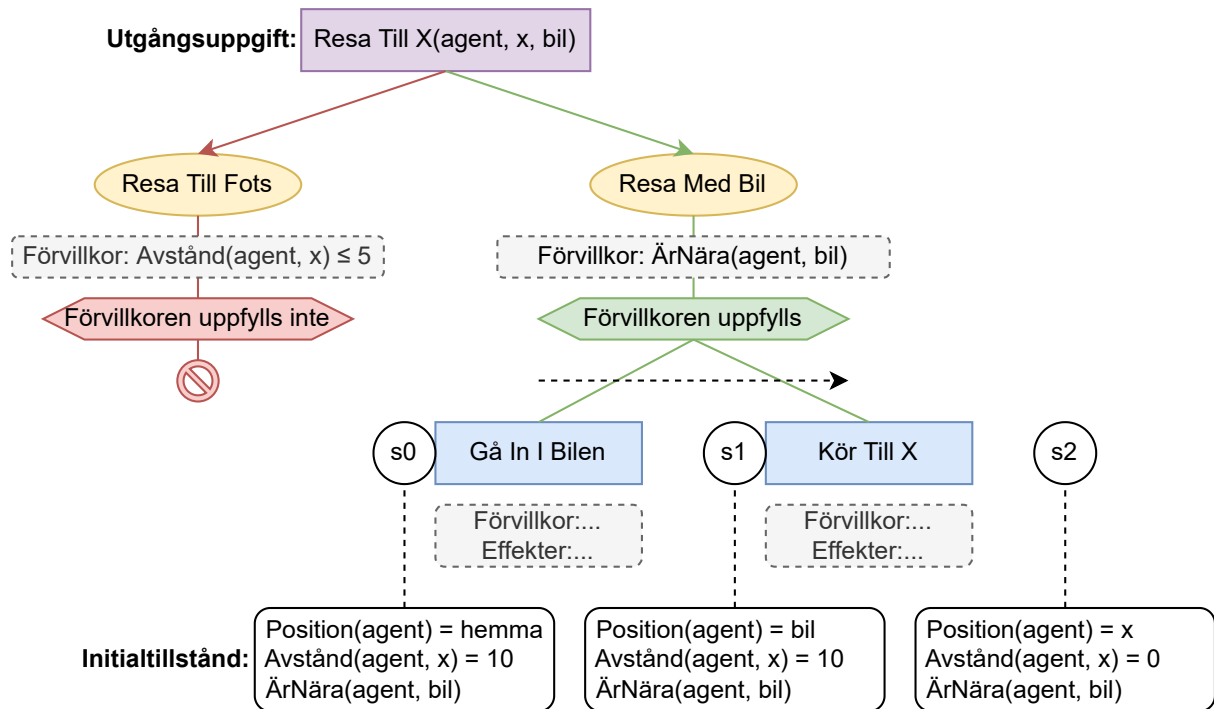 Utgångsuppgift: Resa Till X(agent, x, bil)
Resa Till Fots
Resa Med Bil
Förvillkor: Avstånd(agent, x) ≤ 5
Förvillkor: ÄrNära(agent, bil)
Förvillkoren uppfylls inte
Förvillkoren uppfylls
s0
Gå In I Bilen
s1
Kör Till X
s2
Förvillkor:...
Effekter:...
Förvillkor:...
Effekter:...
Initialtillstånd:
Position(agent) = hemma
Avstånd(agent, x) = 10
ÄrNära(agent, bil)
Position(agent) = bil
Avstånd(agent, x) = 10
ÄrNära(agent, bil)
Position(agent) = x
Avstånd(agent, x) = 0
ÄrNära(agent, bil)